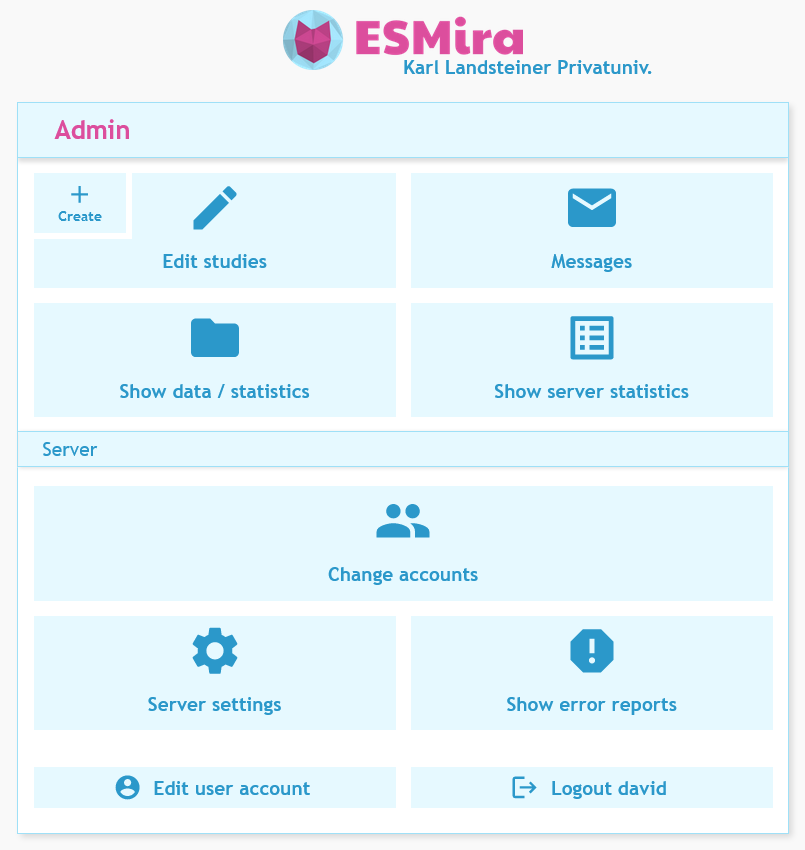 ESMira
Karl Landsteiner Privatuniv.
Admin
Create
Edit studies
Messages
Show data / statistics
Show server statistics
Server
Change accounts
Server settings
Show error reports
Edit user account
Logout david